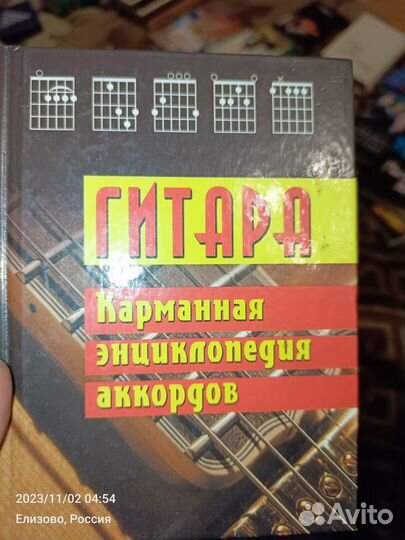 ГИТАРА
Карманная
энциклопедия
аккордов
2023/11/02 04:54
Елизово, Россия
Avito